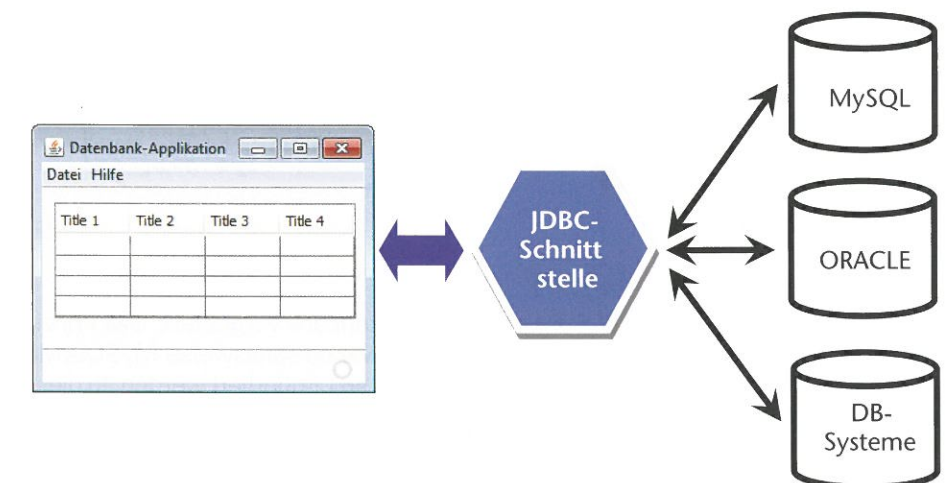 Datenbank-Applikation
Datei Hilfe
Title 1 Title 2 Title 3 Title 4
JDBC-
Schnitt
stelle
MySQL
ORACLE
DB-
Systeme